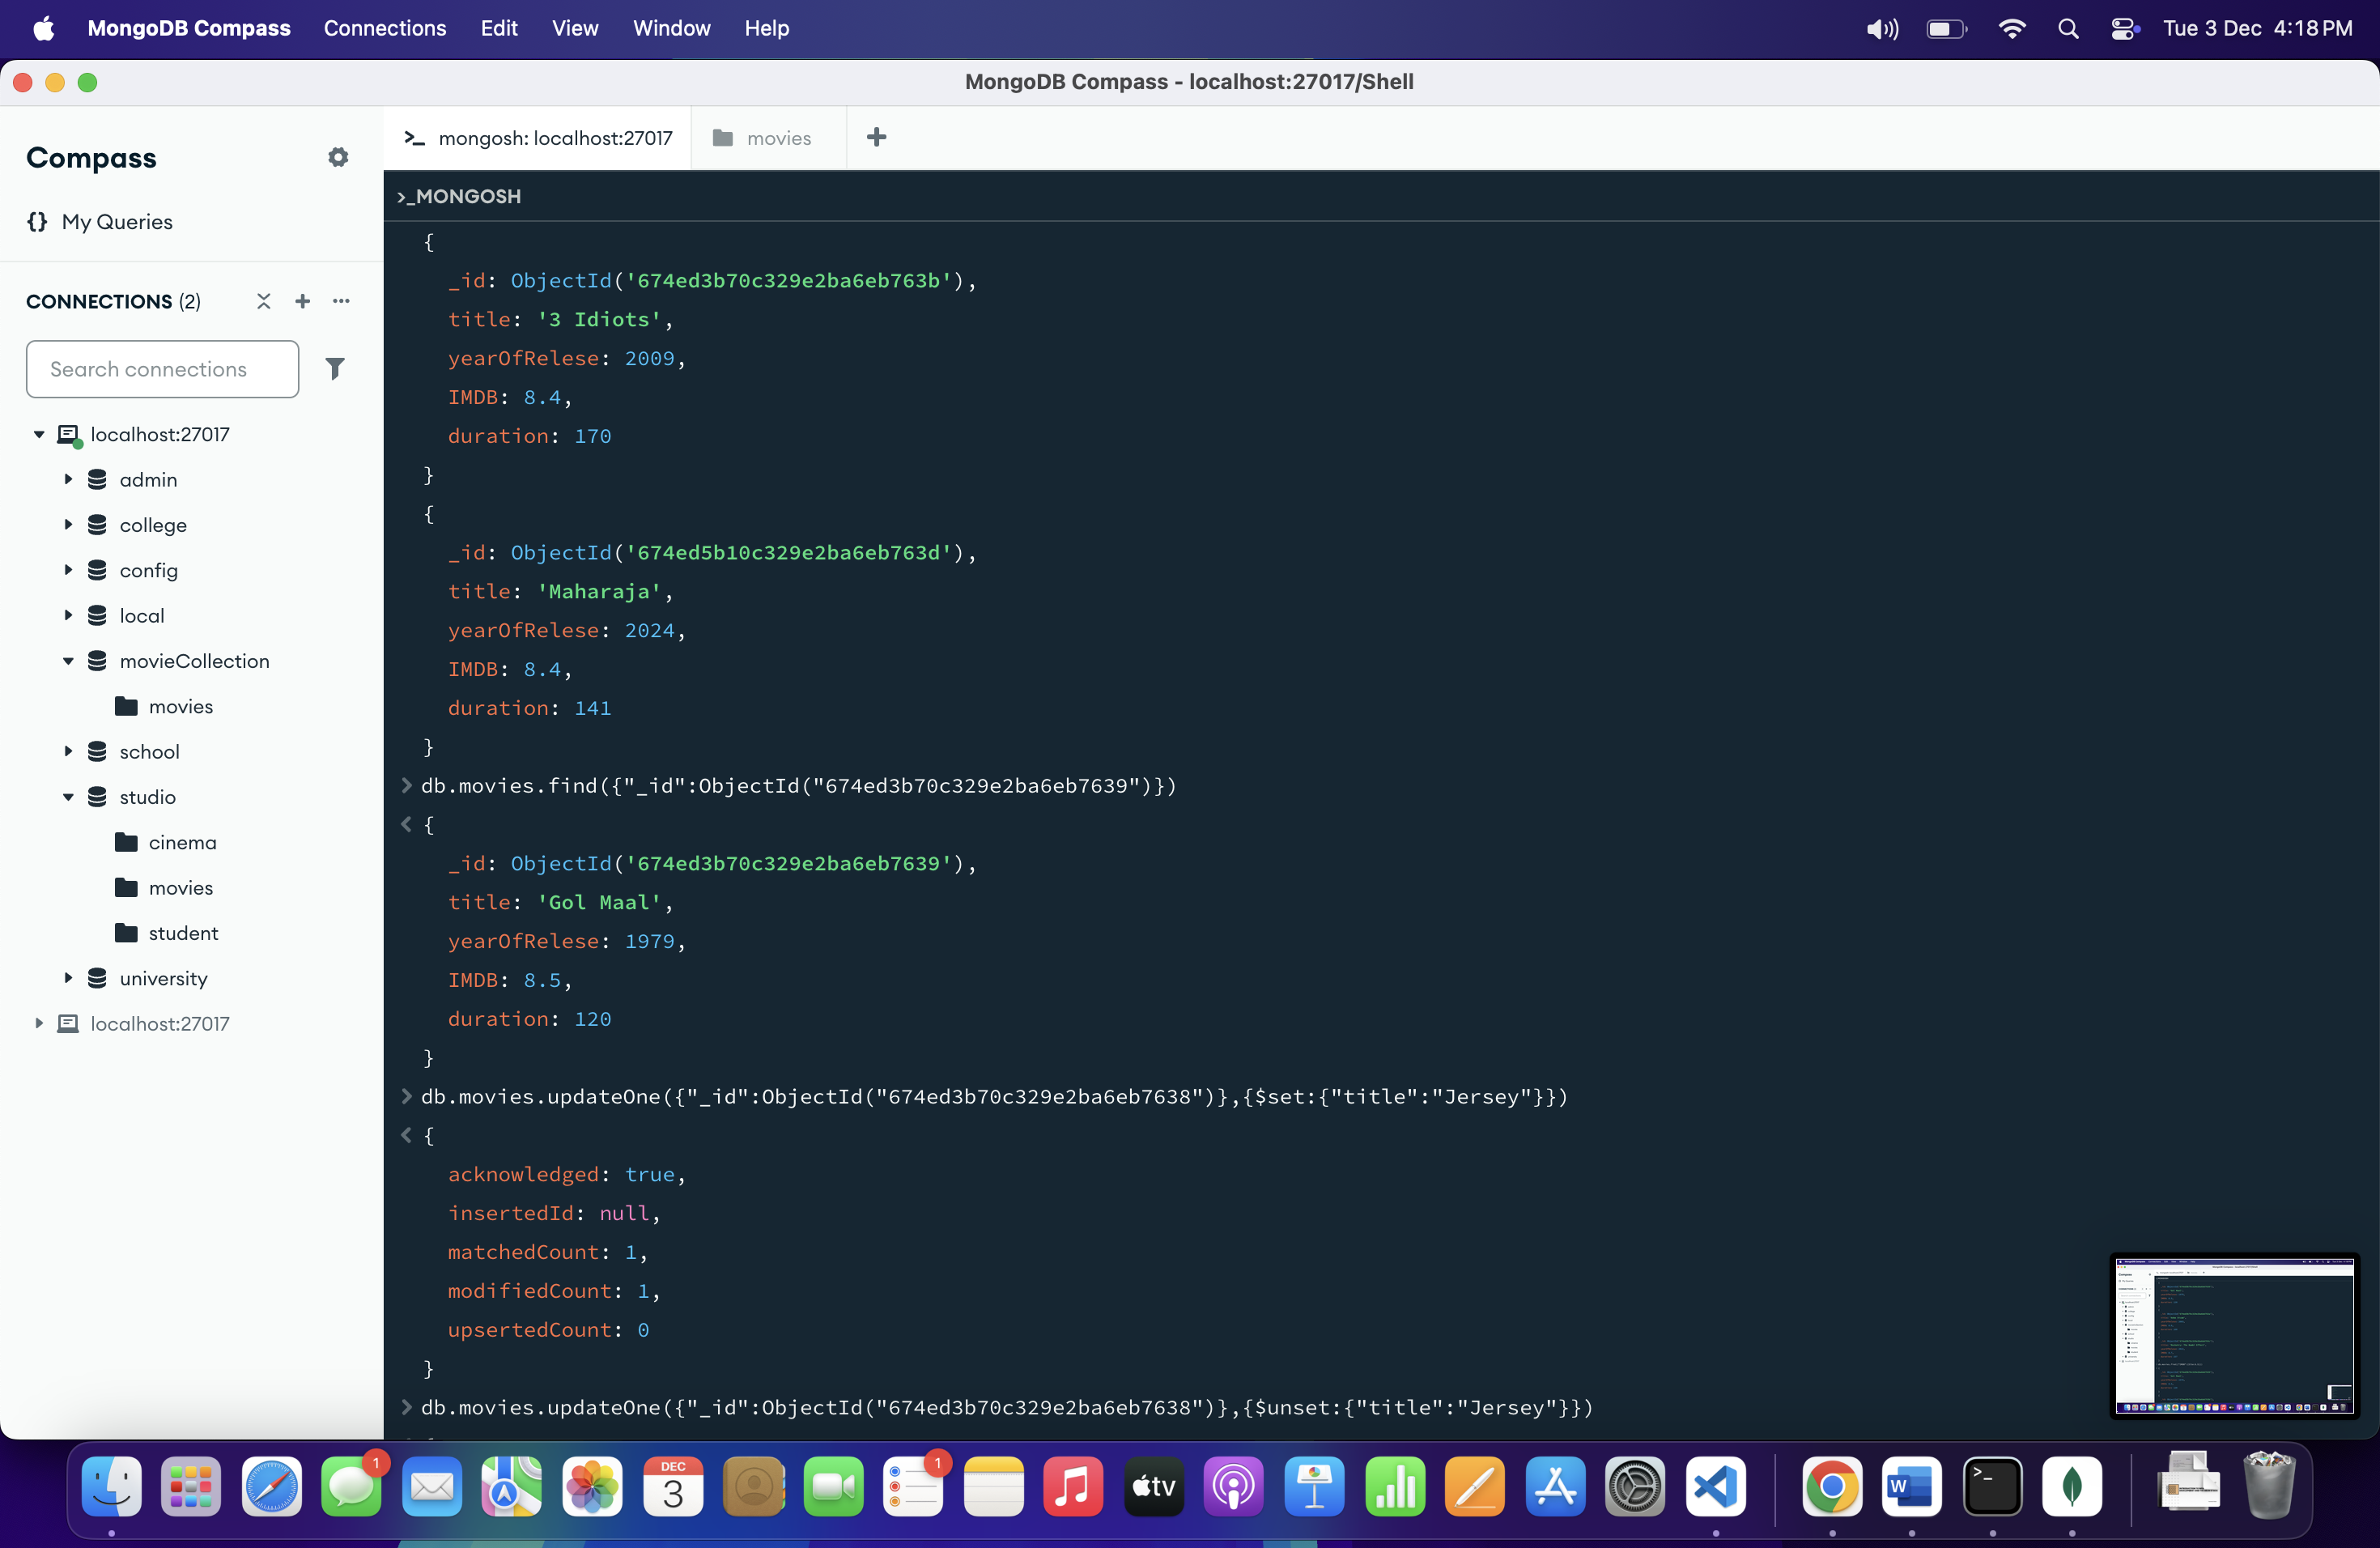 MongoDB Compass Connections Edit View Window Help Tue 3 Dec 4:18 PM
MongoDB Compass - localhost:27017/Shell
Compass
My Queries
CONNECTIONS (2)
Search connections
localhost:27017
admin
college
config
local
movieCollection
movies
school
studio
cinema
movies
student
university
localhost:27017
>_ mongosh: localhost:27017 movies +
>_MONGOSH
{
_id: ObjectId('674ed3b70c329e2ba6eb763b'),
title: '3 Idiots',
yearOfRelese: 2009,
IMDB: 8.4,
duration: 170
}
{
_id: ObjectId('674ed5b10c329e2ba6eb763d'),
title: 'Maharaja',
yearOfRelese: 2024,
IMDB: 8.4,
duration: 141
}
> db.movies.find({"_id":ObjectId("674ed3b70c329e2ba6eb7639")})
< {
_id: ObjectId('674ed3b70c329e2ba6eb7639'),
title: 'Gol Maal',
yearOfRelese: 1979,
IMDB: 8.5,
duration: 120
}
> db.movies.updateOne({"_id":ObjectId("674ed3b70c329e2ba6eb7638")},{$set:{"title":"Jersey"}})
< {
acknowledged: true,
insertedId: null,
matchedCount: 1,
modifiedCount: 1,
upsertedCount: 0
}
> db.movies.updateOne({"_id":ObjectId("674ed3b70c329e2ba6eb7638")},{$unset:{"title":"Jersey"}})
1 DEC 3 1 tv W >_